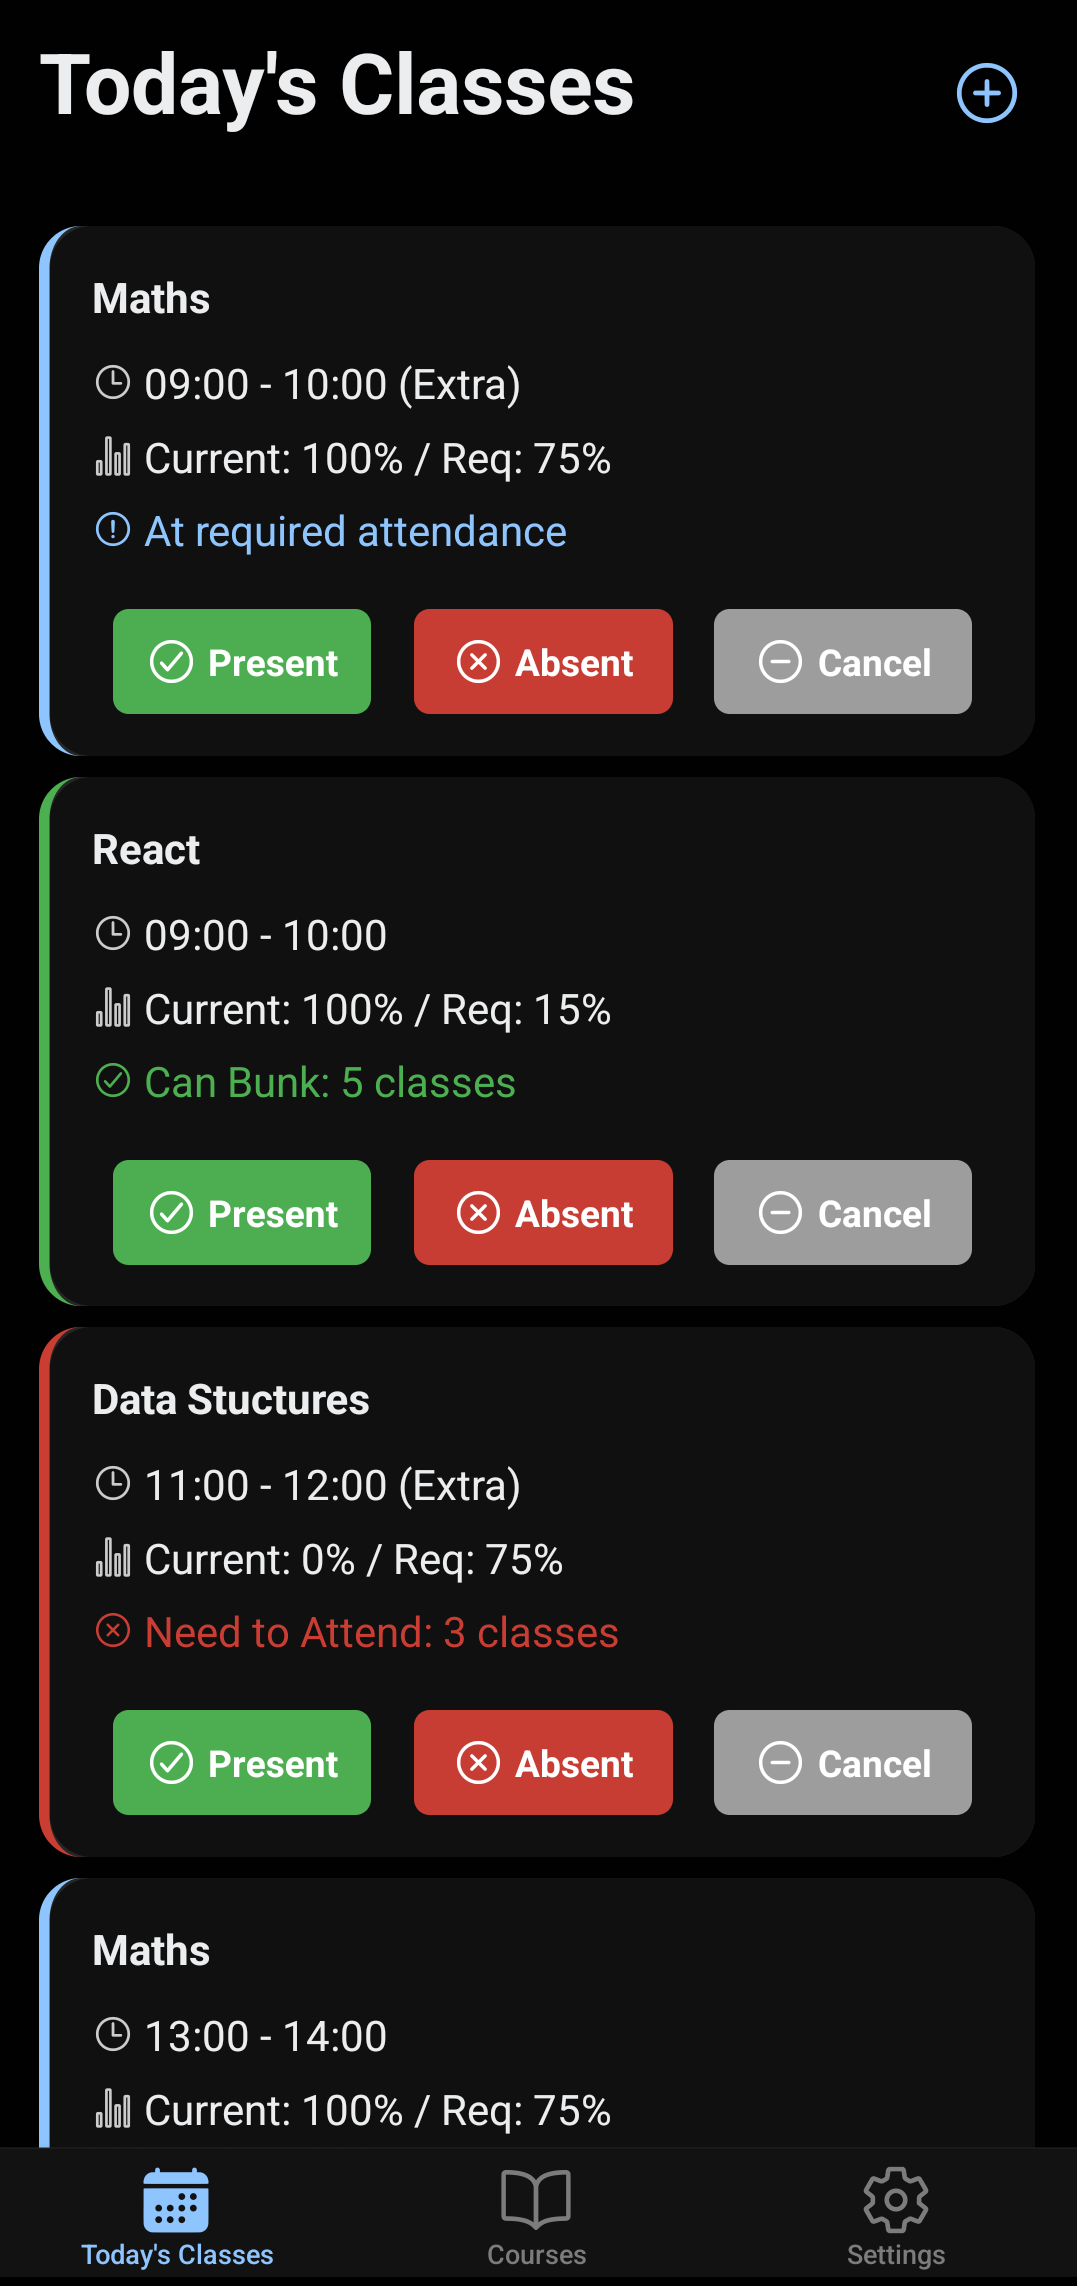 Today's Classes
Maths
09:00 - 10:00 (Extra)
Current: 100% / Req: 75%
At required attendance
Present
Absent
Cancel
React
09:00 - 10:00
Current: 100% / Req: 15%
Can Bunk: 5 classes
Present
Absent
Cancel
Data Stuctures
11:00 - 12:00 (Extra)
Current: 0% / Req: 75%
Need to Attend: 3 classes
Present
Absent
Cancel
Maths
13:00 - 14:00
Current: 100% / Req: 75%
Today's Classes
Courses
Settings